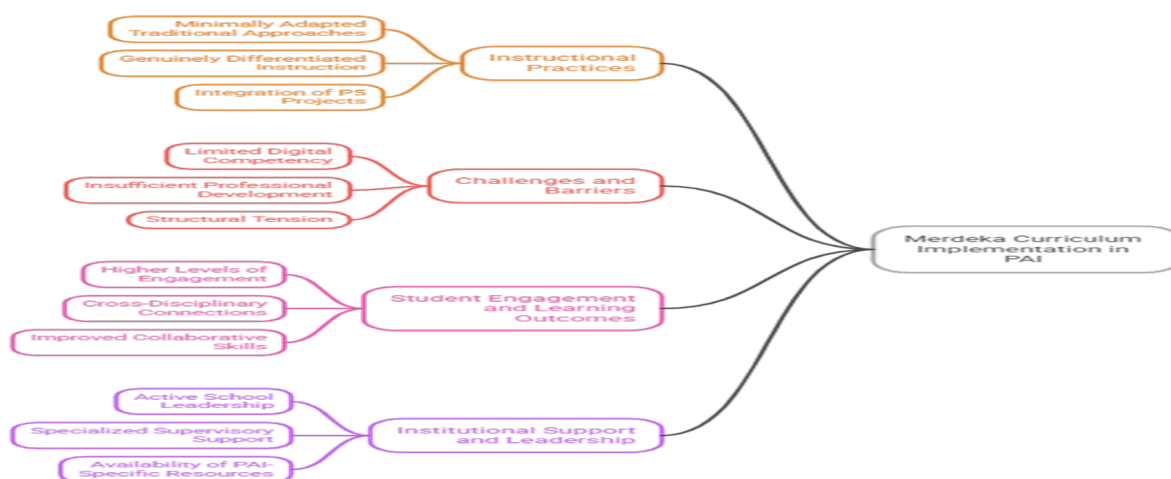 Minimally Adapted
Traditional Approaches
Genuinely Differentiated
Instruction
Integration of P5
Projects
Instructional
Practices
Limited Digital
Competency
Insufficient Professional
Development
Structural Tension
Challenges and
Barriers
Higher Levels of
Engagement
Cross-Disciplinary
Connections
Improved Collaborative
Skills
Student Engagement
and Learning
Outcomes
Active School
Leadership
Specialized Supervisory
Support
Availability of PAI-
Specific Resources
Institutional Support
and Leadership
Merdeka Curriculum
Implementation in
PAI